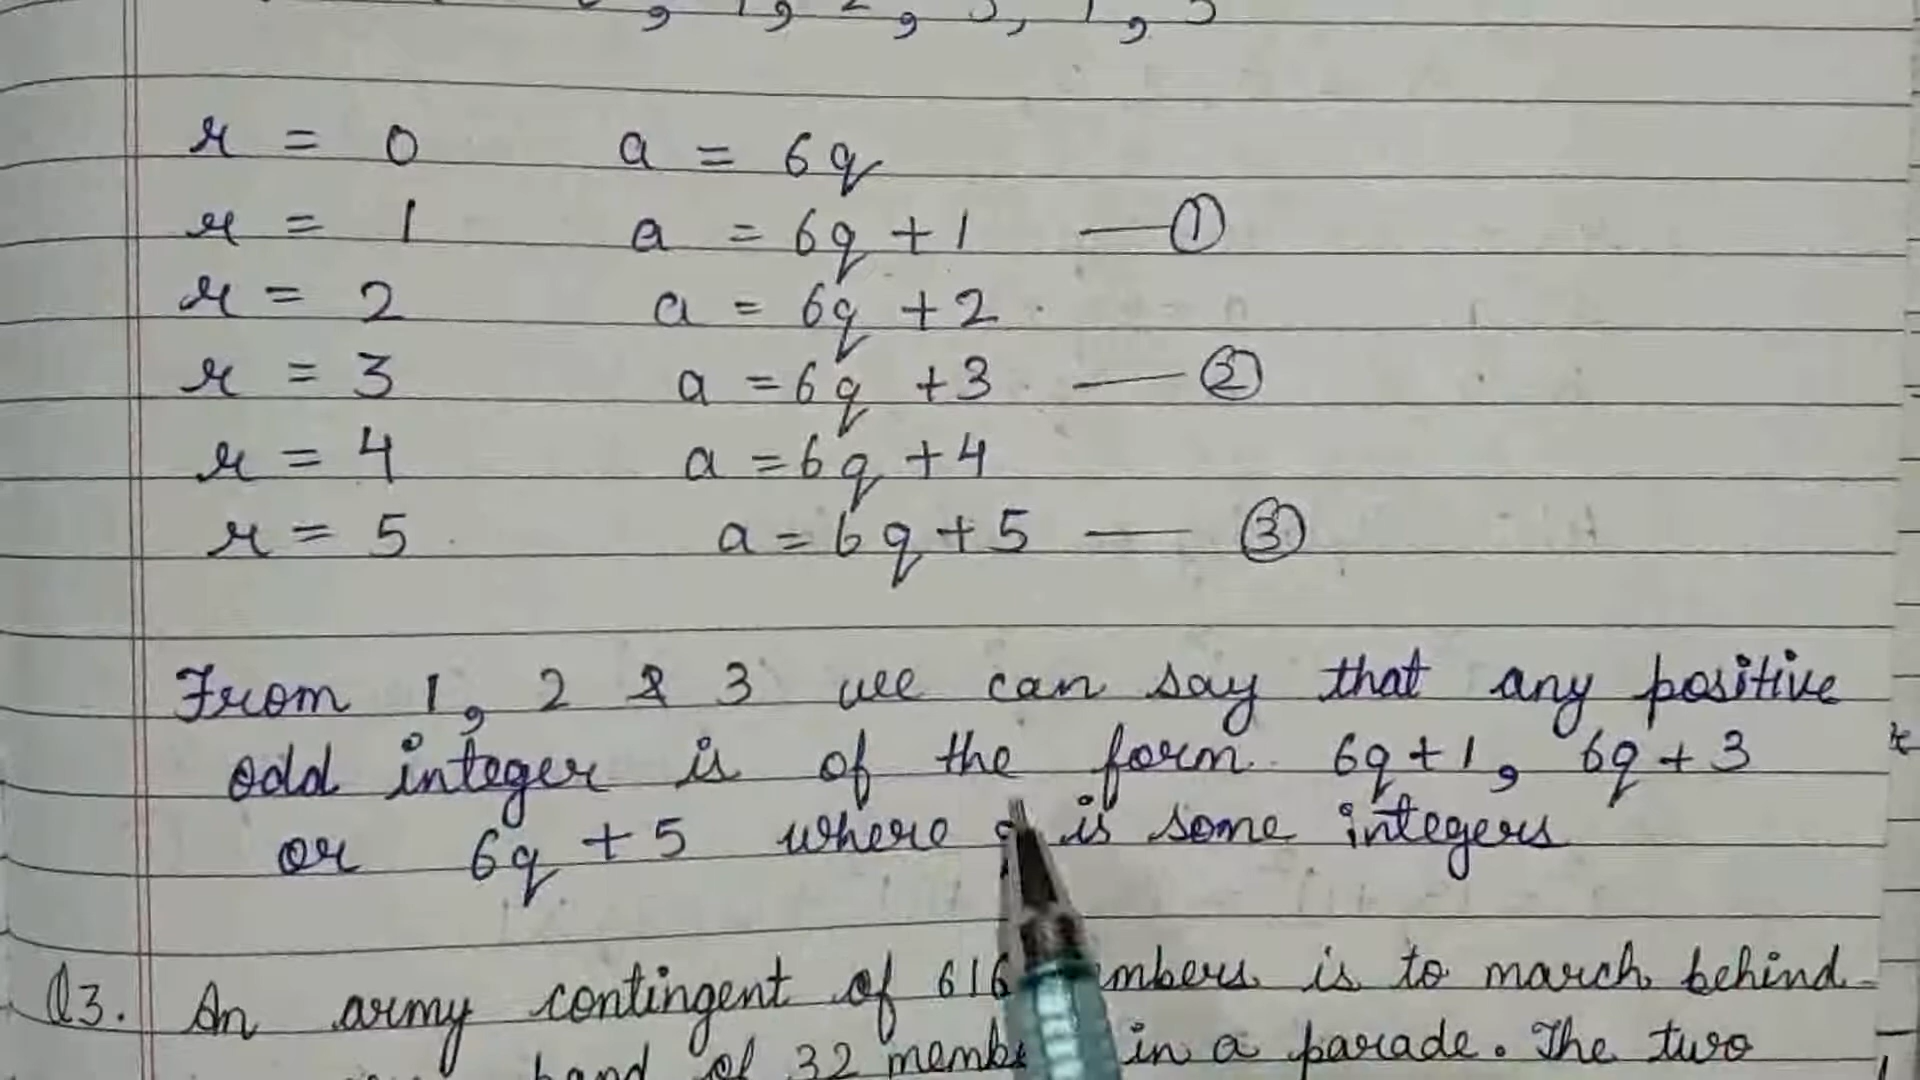 r = 0 a = 6q
r = 1 a = 6q + 1 — ①
r = 2 a = 6q + 2
r = 3 a = 6q + 3 — ②
r = 4 a = 6q + 4
r = 5 a = 6q + 5 — ③
From 1, 2 & 3 we can say that any positive
odd integer is of the form 6q + 1, 6q + 3
or 6q + 5 where is some integers
Q3. An army contingent of 616 is to march behind
band of 32 in a parade. The two